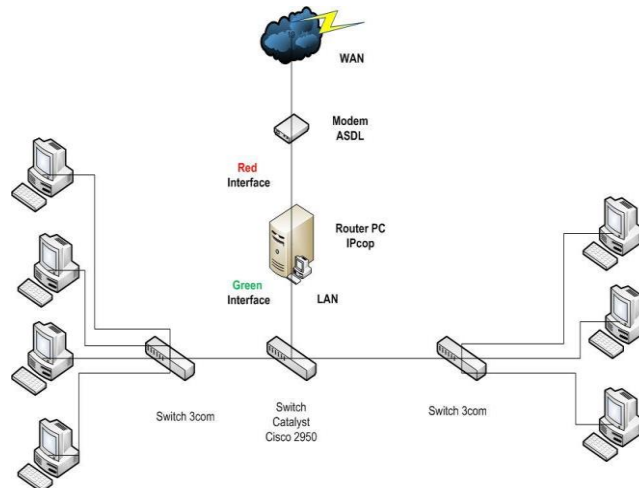 WAN
Modem
ASDL
Red
Interface
Router PC
IPcop
Green
Interface
LAN
Switch 3com
Switch
Catalyst
Cisco 2950
Switch 3com